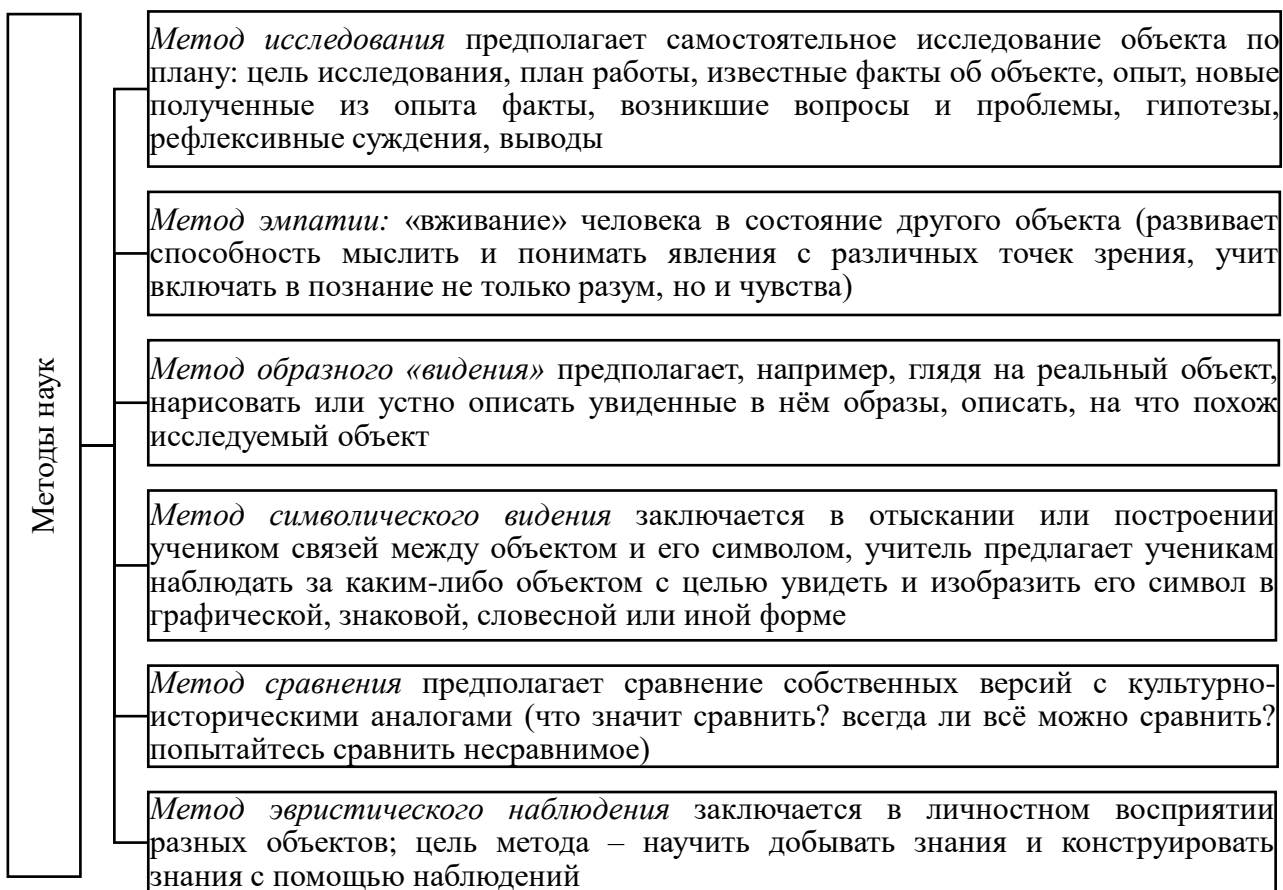 Методы наук
Метод исследования предполагает самостоятельное исследование объекта по
плану: цель исследования, план работы, известные факты об объекте, опыт, новые
полученные из опыта факты, возникшие вопросы и проблемы, гипотезы,
рефлексивные суждения, выводы
Метод эмпатии: «вживание» человека в состояние другого объекта (развивает
способность мыслить и понимать явления с различных точек зрения, учит
включать в познание не только разум, но и чувства)
Метод образного «видения» предполагает, например, глядя на реальный объект,
нарисовать или устно описать увиденные в нём образы, описать, на что похож
исследуемый объект
Метод символического видения заключается в отыскании или построении
учеником связей между объектом и его символом, учитель предлагает ученикам
наблюдать за каким-либо объектом с целью увидеть и изобразить его символ в
графической, знаковой, словесной или иной форме
Метод сравнения предполагает сравнение собственных версий с культурно-
историческими аналогами (что значит сравнить? всегда ли всё можно сравнить?
попытайтесь сравнить несравнимое)
Метод эвристического наблюдения заключается в личностном восприятии
разных объектов; цель метода – научить добывать знания и конструировать
знания с помощью наблюдений